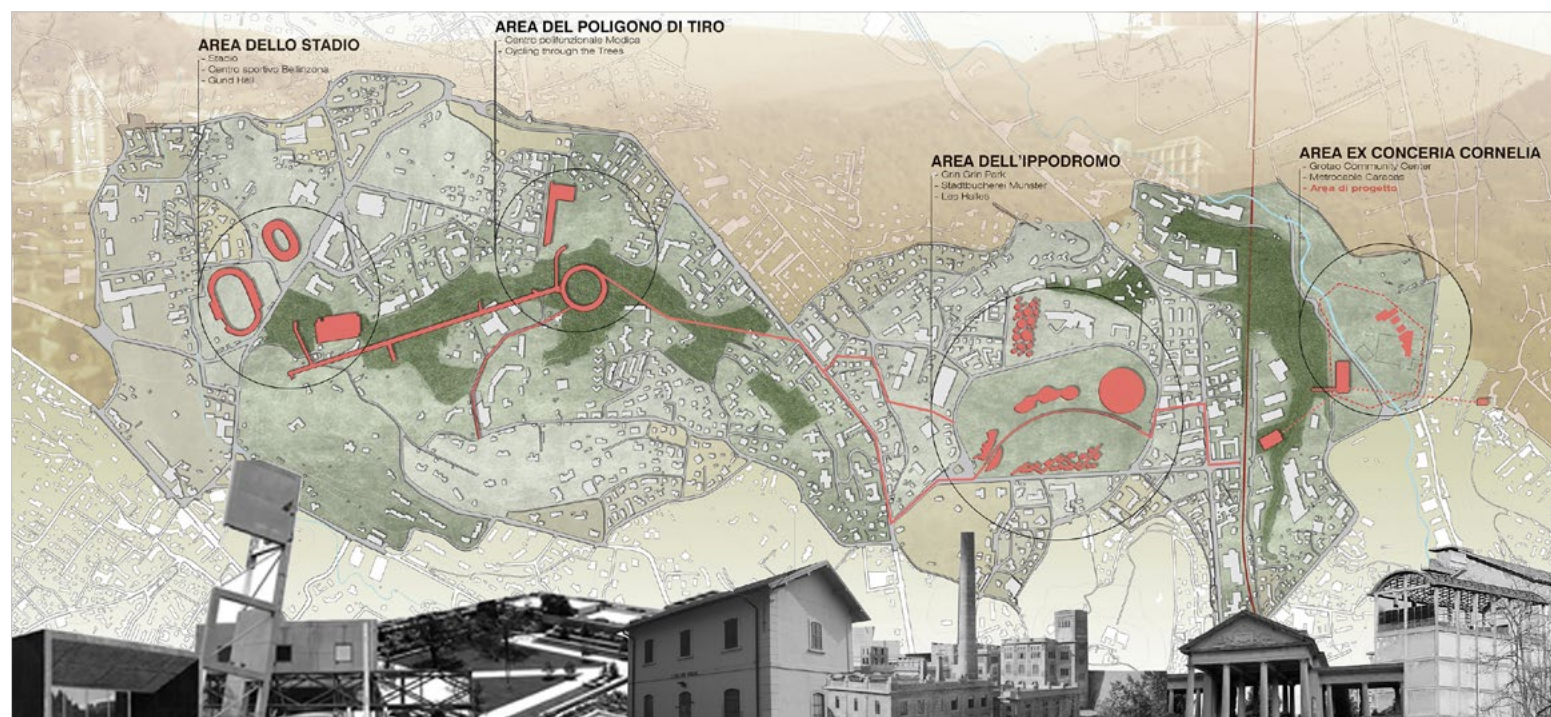 AREA DELLO STADIO
- Stadio
- Centro sportivo Bellinzona
- Gund Hall
AREA DEL POLIGONO DI TIRO
- Centro polifunzionale Modica
- Cycling through the Trees
AREA DELL'IPPODROMO
- Grin Grin Park
- Stadtbucherei Munster
- Les Halles
AREA EX CONCERIA CORNELIA
- Grotao Community Center
- Metrocable Caracas
- Area di progetto